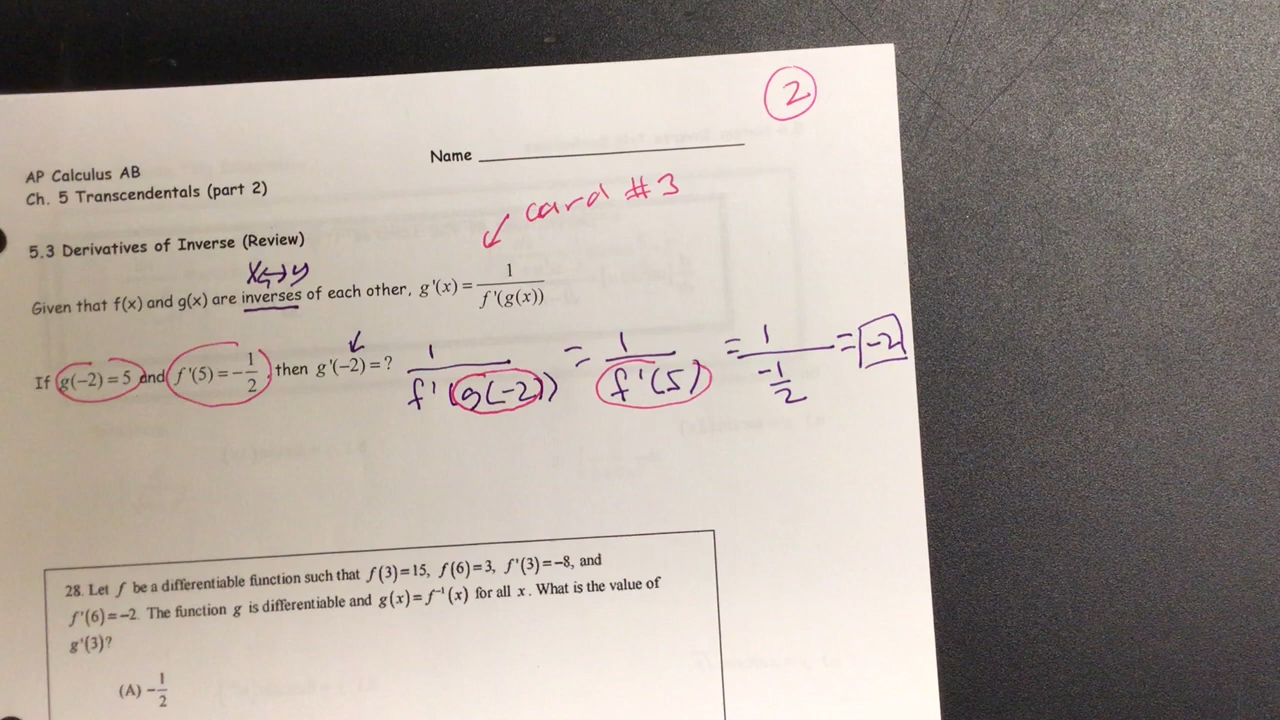 2
Name
AP Calculus AB
Ch. 5 Transcendentals (part 2)
card #3
5.3 Derivatives of Inverse (Review)
x↔y
Given that f(x) and g(x) are inverses of each other, g'(x) = 1/f'(g(x))
If g(-2) = 5 and f'(5) = -1/2, then g'(-2) = ? 1/f'(g(-2)) = 1/f'(5) = 1/(-1/2) = -2
28. Let f be a differentiable function such that f(3)=15, f(6)=3, f'(3)=-8, and
f'(6)=-2. The function g is differentiable and g(x)=f⁻¹(x) for all x. What is the value of
g'(3)?
(A) -1/2